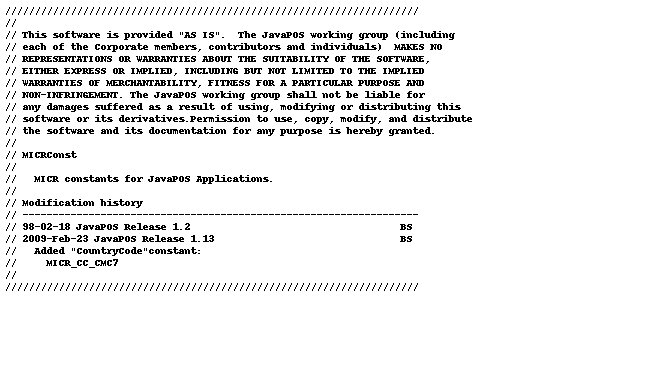 //////////////////////////////////////////////////////////////////////
//
// This software is provided "AS IS".  The JavaPOS working group (including
// each of the Corporate members, contributors and individuals)  MAKES NO
// REPRESENTATIONS OR WARRANTIES ABOUT THE SUITABILITY OF THE SOFTWARE,
// EITHER EXPRESS OR IMPLIED, INCLUDING BUT NOT LIMITED TO THE IMPLIED
// WARRANTIES OF MERCHANTABILITY, FITNESS FOR A PARTICULAR PURPOSE AND
// NON-INFRINGEMENT. The JavaPOS working group shall not be liable for
// any damages suffered as a result of using, modifying or distributing this
// software or its derivatives.Permission to use, copy, modify, and distribute
// the software and its documentation for any purpose is hereby granted.
//
// MICRConst
//
//   MICR constants for JavaPOS Applications.
//
// Modification history
// ------------------------------------------------------------------
// 98-02-18 JavaPOS Release 1.2                                   BS
// 2009-Feb-23 JavaPOS Release 1.13                               BS
//   Added "CountryCode"constant:
//     MICR_CC_CMC7
//
//////////////////////////////////////////////////////////////////////